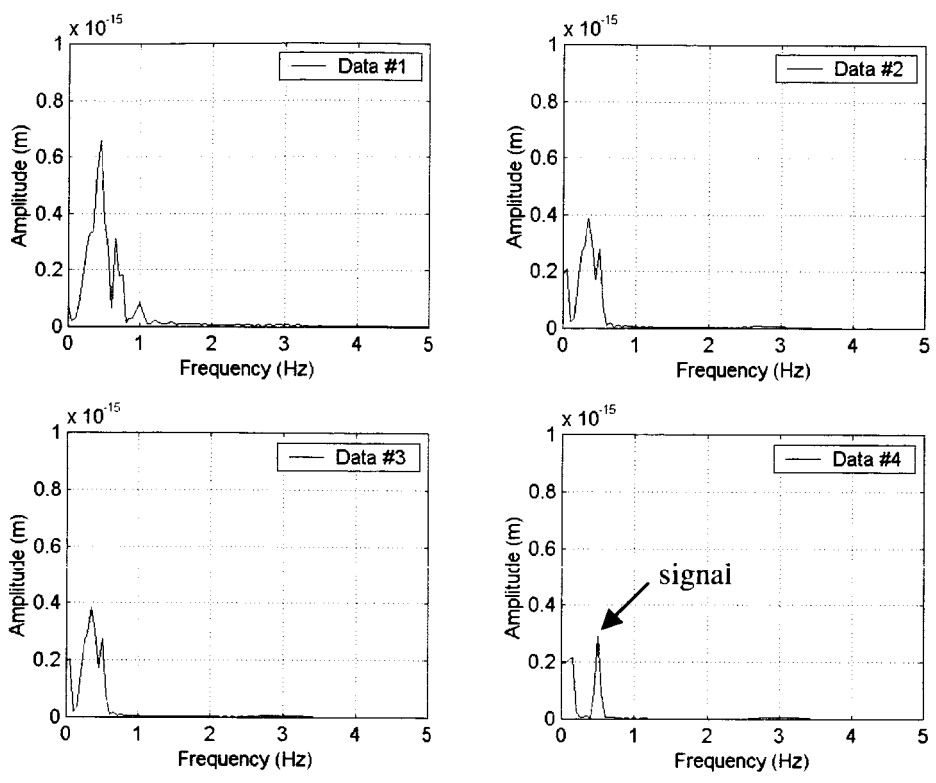 x 10-15
1
0.8
0.6
0.4
0.2
0
Amplitude (m)
Data #1
0 1 2 3 4 5
Frequency (Hz)
x 10-15
1
0.8
0.6
0.4
0.2
0
Amplitude (m)
Data #2
0 1 2 3 4 5
Frequency (Hz)
x 10-15
1
0.8
0.6
0.4
0.2
0
Amplitude (m)
Data #3
0 1 2 3 4 5
Frequency (Hz)
x 10-15
1
0.8
0.6
0.4
0.2
0
Amplitude (m)
Data #4
signai
0 1 2 3 4 5
Frequency (Hz)